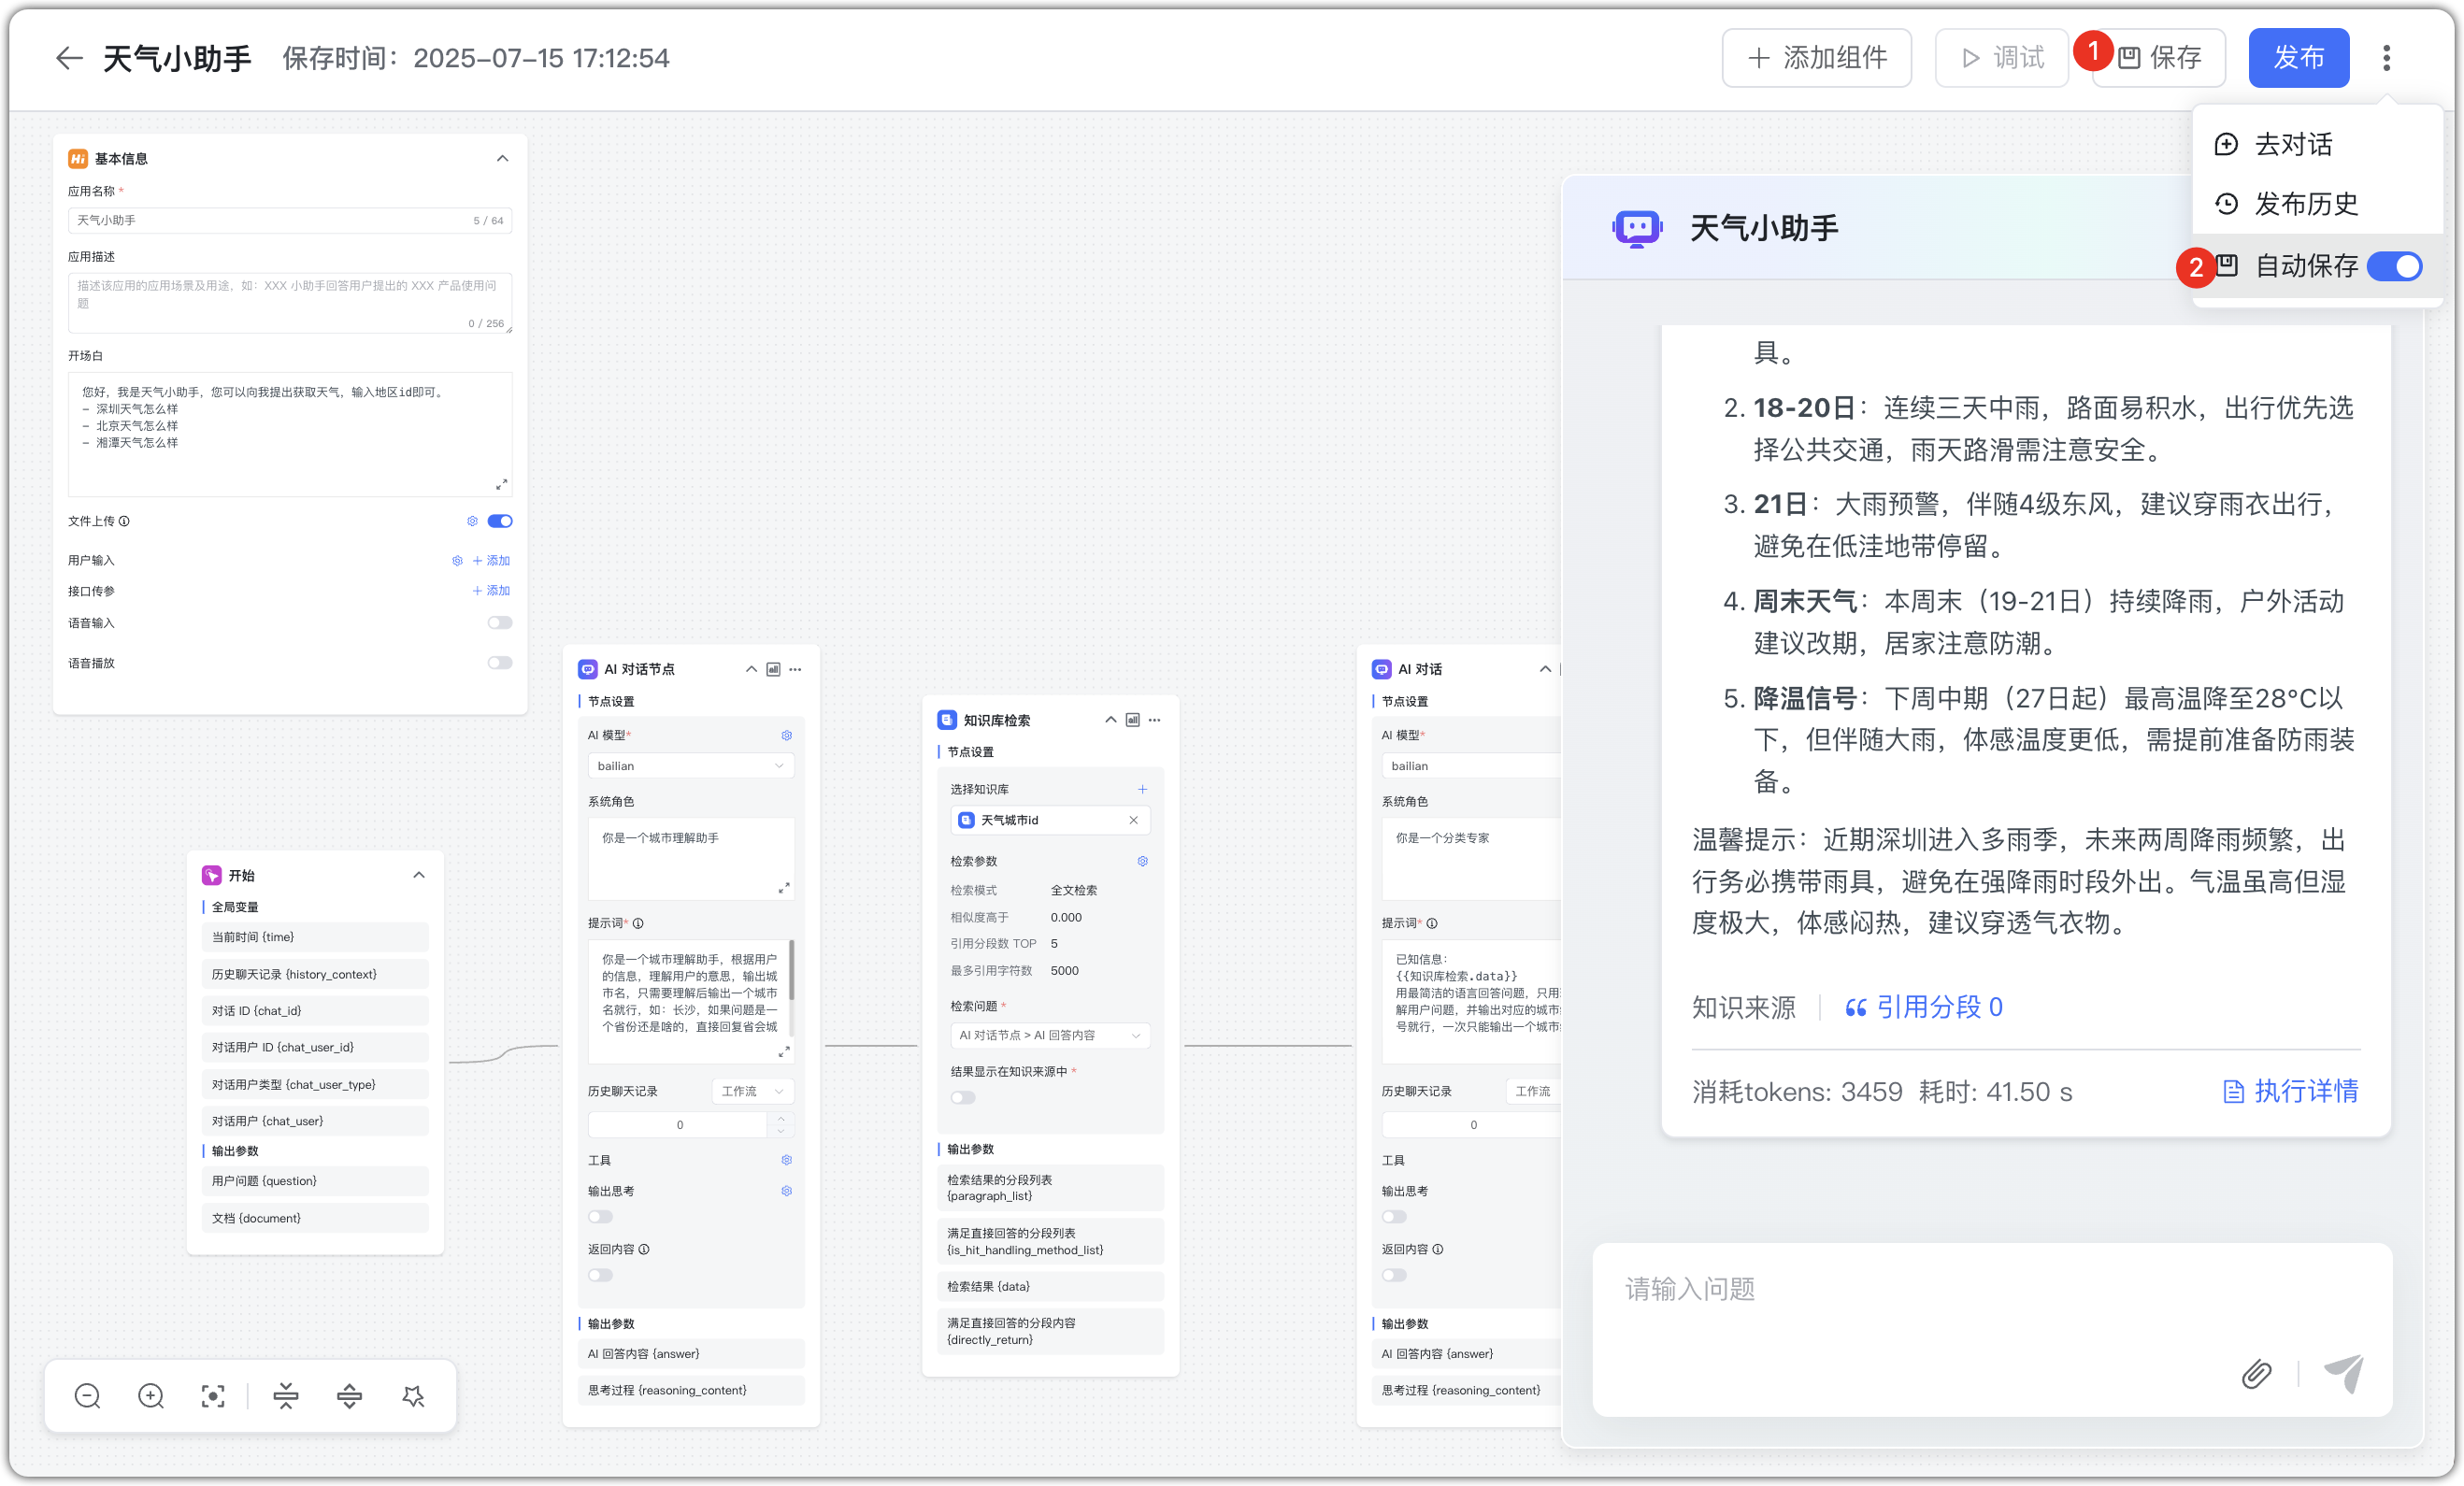 天气小助手
保存时间：2025-07-15 17:12:54
添加组件
调试
1
保存
发布
去对话
发布历史
2
自动保存
Hi
基本信息
应用名称 *
天气小助手
5 / 64
应用描述
描述该应用的应用场景及用途，如：XXX 小助手回答用户提出的 XXX 产品使用问
题
0 / 256
开场白
您好，我是天气小助手，您可以向我提出获取天气，输入地区id即可。
- 深圳天气怎么样
- 北京天气怎么样
- 湘潭天气怎么样
文件上传
用户输入
+ 添加
接口传参
+ 添加
语音输入
语音播放
开始
全局变量
当前时间 {time}
历史聊天记录 {history_context}
对话 ID {chat_id}
对话用户 ID {chat_user_id}
对话用户类型 {chat_user_type}
对话用户 {chat_user}
输出参数
用户问题 {question}
文档 {document}
AI 对话节点
节点设置
AI 模型*
bailian
系统角色
你是一个城市理解助手
提示词*
你是一个城市理解助手，根据用户
的信息，理解用户的意思，输出城
市名，只需要理解后输出一个城市
名就行，如：长沙，如果问题是一
个省份还是啥的，直接回复省会城
历史聊天记录
工作流
0
工具
输出思考
返回内容
输出参数
AI 回答内容 {answer}
思考过程 {reasoning_content}
知识库检索
节点设置
选择知识库
天气城市id
检索参数
检索模式 全文检索
相似度高于 0.000
引用分段数 TOP 5
最多引用字符数 5000
检索问题 *
AI 对话节点 > AI 回答内容
结果显示在知识来源中 *
输出参数
检索结果的分段列表
{paragraph_list}
满足直接回答的分段列表
{is_hit_handling_method_list}
检索结果 {data}
满足直接回答的分段内容
{directly_return}
AI 对话
节点设置
AI 模型*
bailian
系统角色
你是一个分类专家
提示词*
已知信息：
{{知识库检索.data}}
用最简洁的语言回答问题，只用
解用户问题，并输出对应的城市
号就行，一次只能输出一个城市
历史聊天记录
工作流
0
工具
输出思考
返回内容
输出参数
AI 回答内容 {answer}
思考过程 {reasoning_content}
天气小助手
具。
2. 18-20日：连续三天中雨，路面易积水，出行优先选
择公共交通，雨天路滑需注意安全。
3. 21日：大雨预警，伴随4级东风，建议穿雨衣出行，
避免在低洼地带停留。
4. 周末天气：本周末（19-21日）持续降雨，户外活动
建议改期，居家注意防潮。
5. 降温信号：下周中期（27日起）最高温降至28°C以
下，但伴随大雨，体感温度更低，需提前准备防雨装
备。
温馨提示：近期深圳进入多雨季，未来两周降雨频繁，出
行务必携带雨具，避免在强降雨时段外出。气温虽高但湿
度极大，体感闷热，建议穿透气衣物。
知识来源
引用分段 0
消耗tokens: 3459 耗时: 41.50 s
执行详情
请输入问题